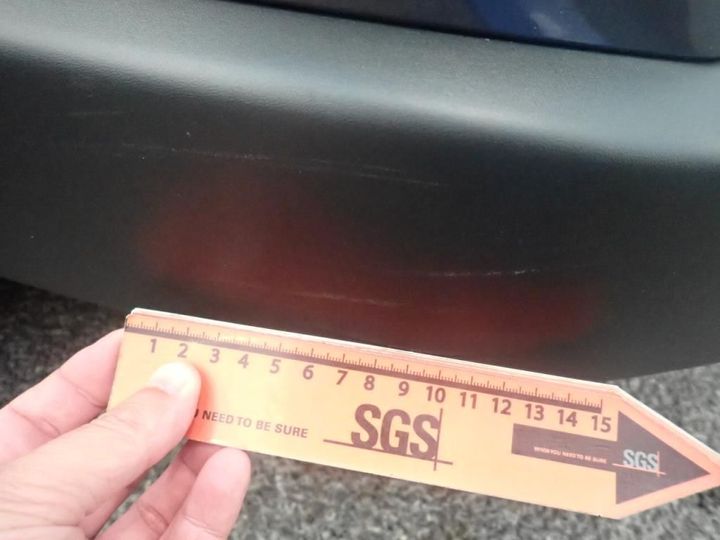 1 2 3 4 5 6 7 8 9 10 11 12 13 14 15
NEED TO BE SURE
SGS
WHEN YOU NEED TO BE SURE
SGS